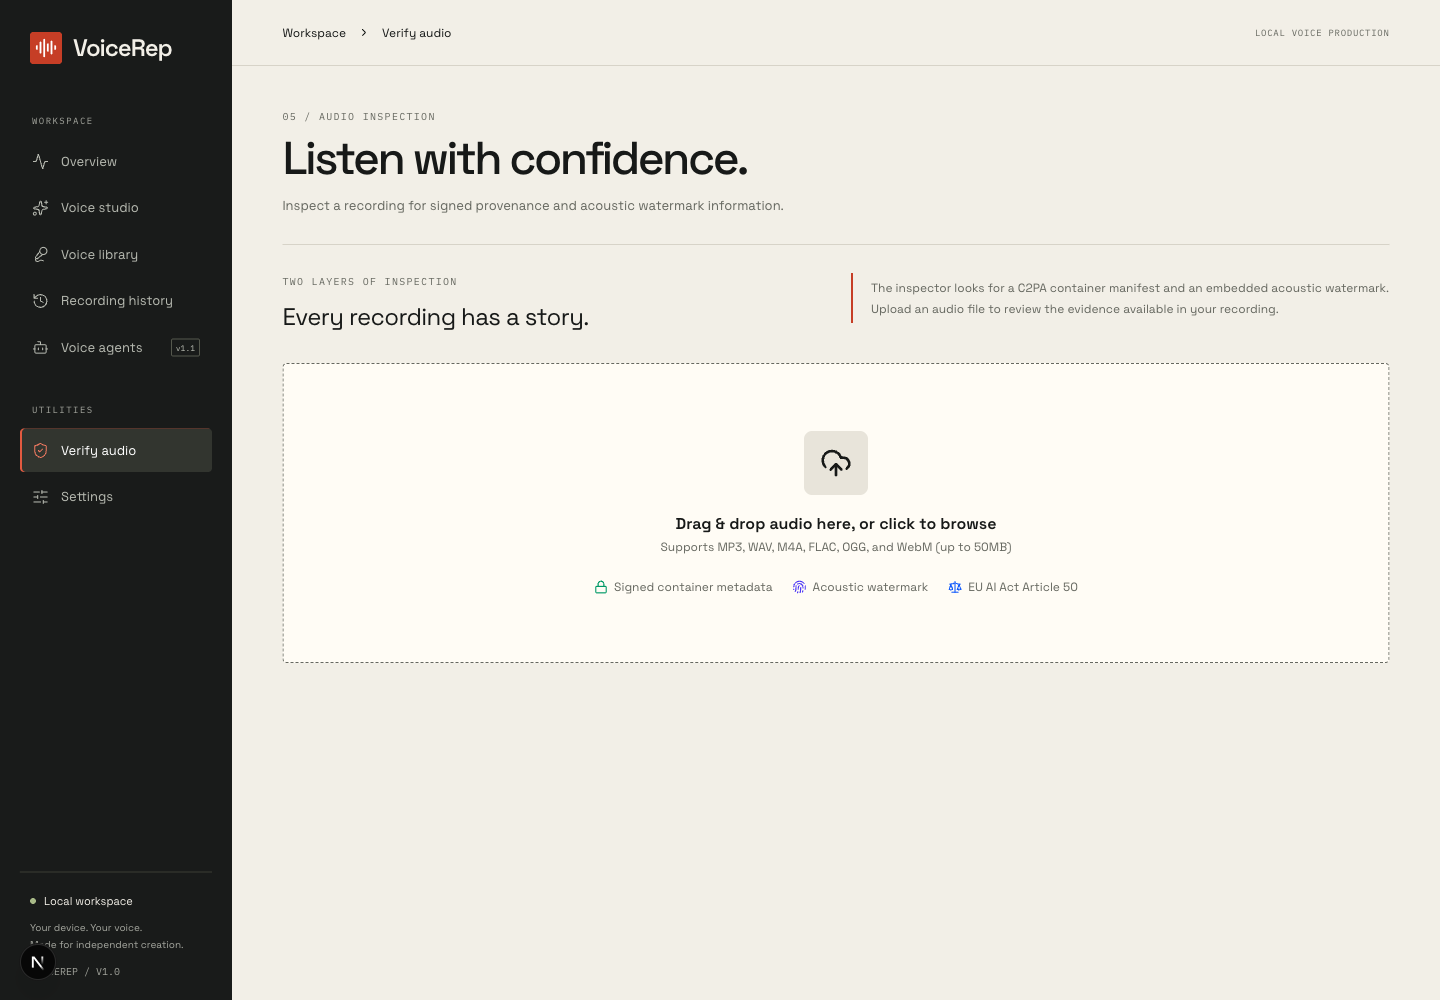 VoiceRep
WORKSPACE
Overview
Voice studio
Voice library
Recording history
Voice agents v1.1
UTILITIES
Verify audio
Settings
Local workspace
Your device. Your voice.
for independent creation.
/ V1.0
N
Workspace > Verify audio
LOCAL VOICE PRODUCTION
05 / AUDIO INSPECTION
Listen with confidence.
Inspect a recording for signed provenance and acoustic watermark information.
TWO LAYERS OF INSPECTION
Every recording has a story.
The inspector looks for a C2PA container manifest and an embedded acoustic watermark.
Upload an audio file to review the evidence available in your recording.
Drag & drop audio here, or click to browse
Supports MP3, WAV, M4A, FLAC, OGG, and WebM (up to 50MB)
Signed container metadata
Acoustic watermark
EU AI Act Article 50